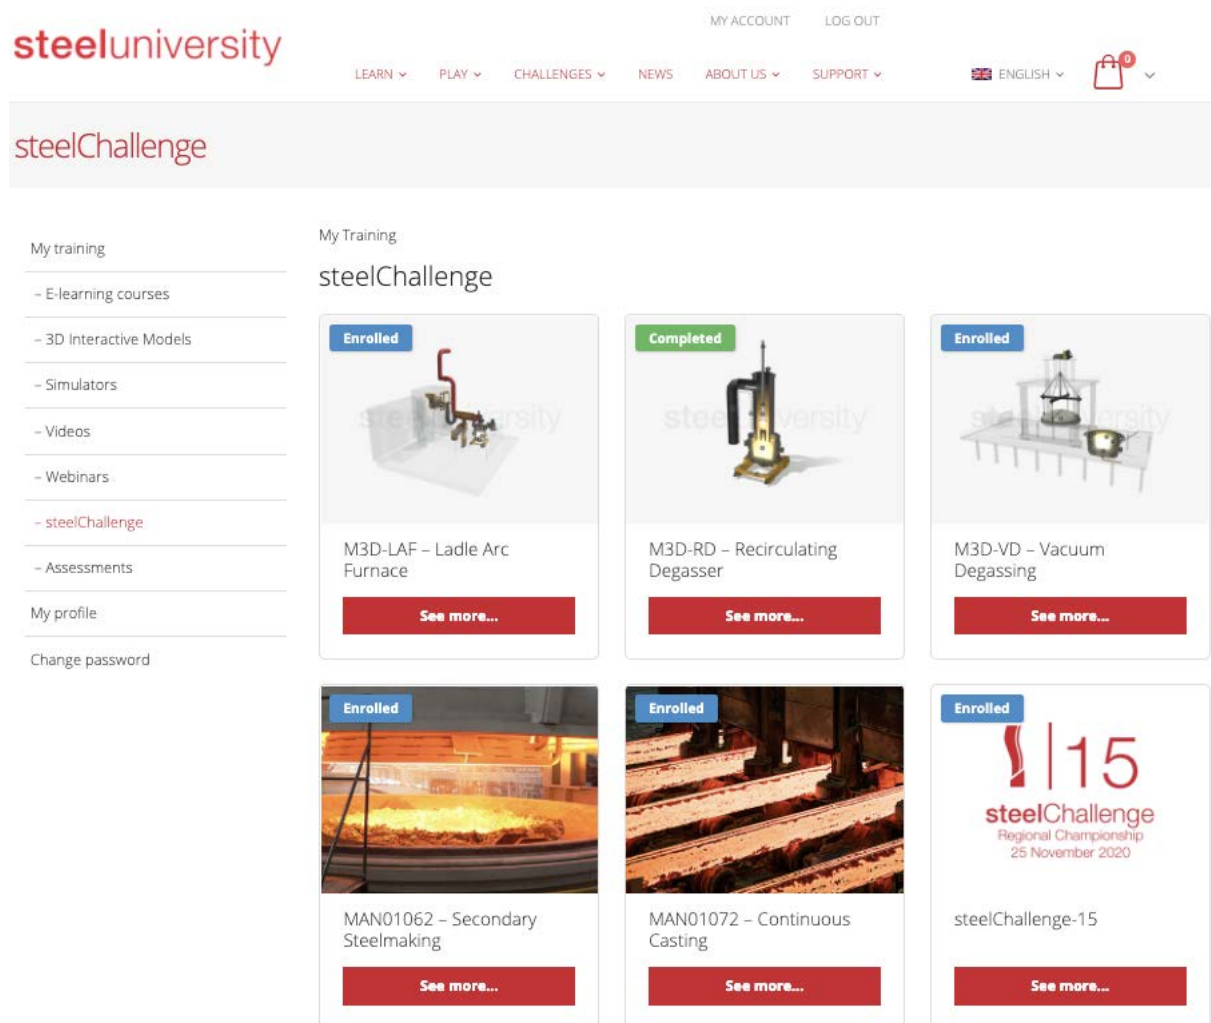 MY ACCOUNT LOG OUT
steeluniversity
LEARN PLAY CHALLENGES NEWS ABOUT US SUPPORT ENGLISH 0
steelChallenge
My training
– E-learning courses
– 3D Interactive Models
– Simulators
– Videos
– Webinars
– steelChallenge
– Assessments
My profile
Change password
My Training
steelChallenge
Enrolled
steeluniversity
M3D-LAF – Ladle Arc
Furnace
See more...
Completed
steeluniversity
M3D-RD – Recirculating
Degasser
See more...
Enrolled
steeluniversity
M3D-VD – Vacuum
Degassing
See more...
Enrolled
MAN01062 – Secondary
Steelmaking
See more...
Enrolled
MAN01072 – Continuous
Casting
See more...
Enrolled
15
steelChallenge
Regional Championship
25 November 2020
steelChallenge-15
See more...